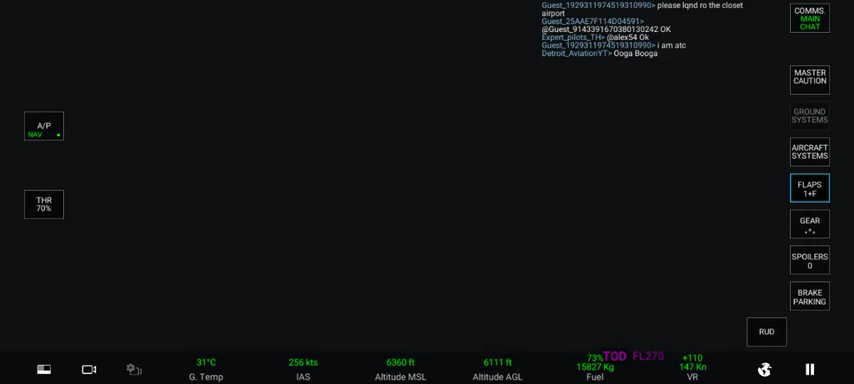 Guest_1929311974519310990> please lqnd ro the closet
airport
Guest_25AAE7F114D04591>
@Guest_9143391670380130242 OK
Expert_pilots_TH> @alex54 Ok
Guest_1929311974519310990> i am atc
Detroit_AviationYT> Ooga Booga
COMMS.
MAIN
CHAT
MASTER
CAUTION
GROUND
SYSTEMS
A/P
NAV
AIRCRAFT
SYSTEMS
FLAPS
1+F
THR
70%
GEAR
SPOILERS
0
BRAKE
PARKING
RUD
31°C
G. Temp
256 kts
IAS
6360 ft
Altitude MSL
6111 ft
Altitude AGL
73%
15827 Kg
Fuel
TOD FL270
+110
147 Kn
VR